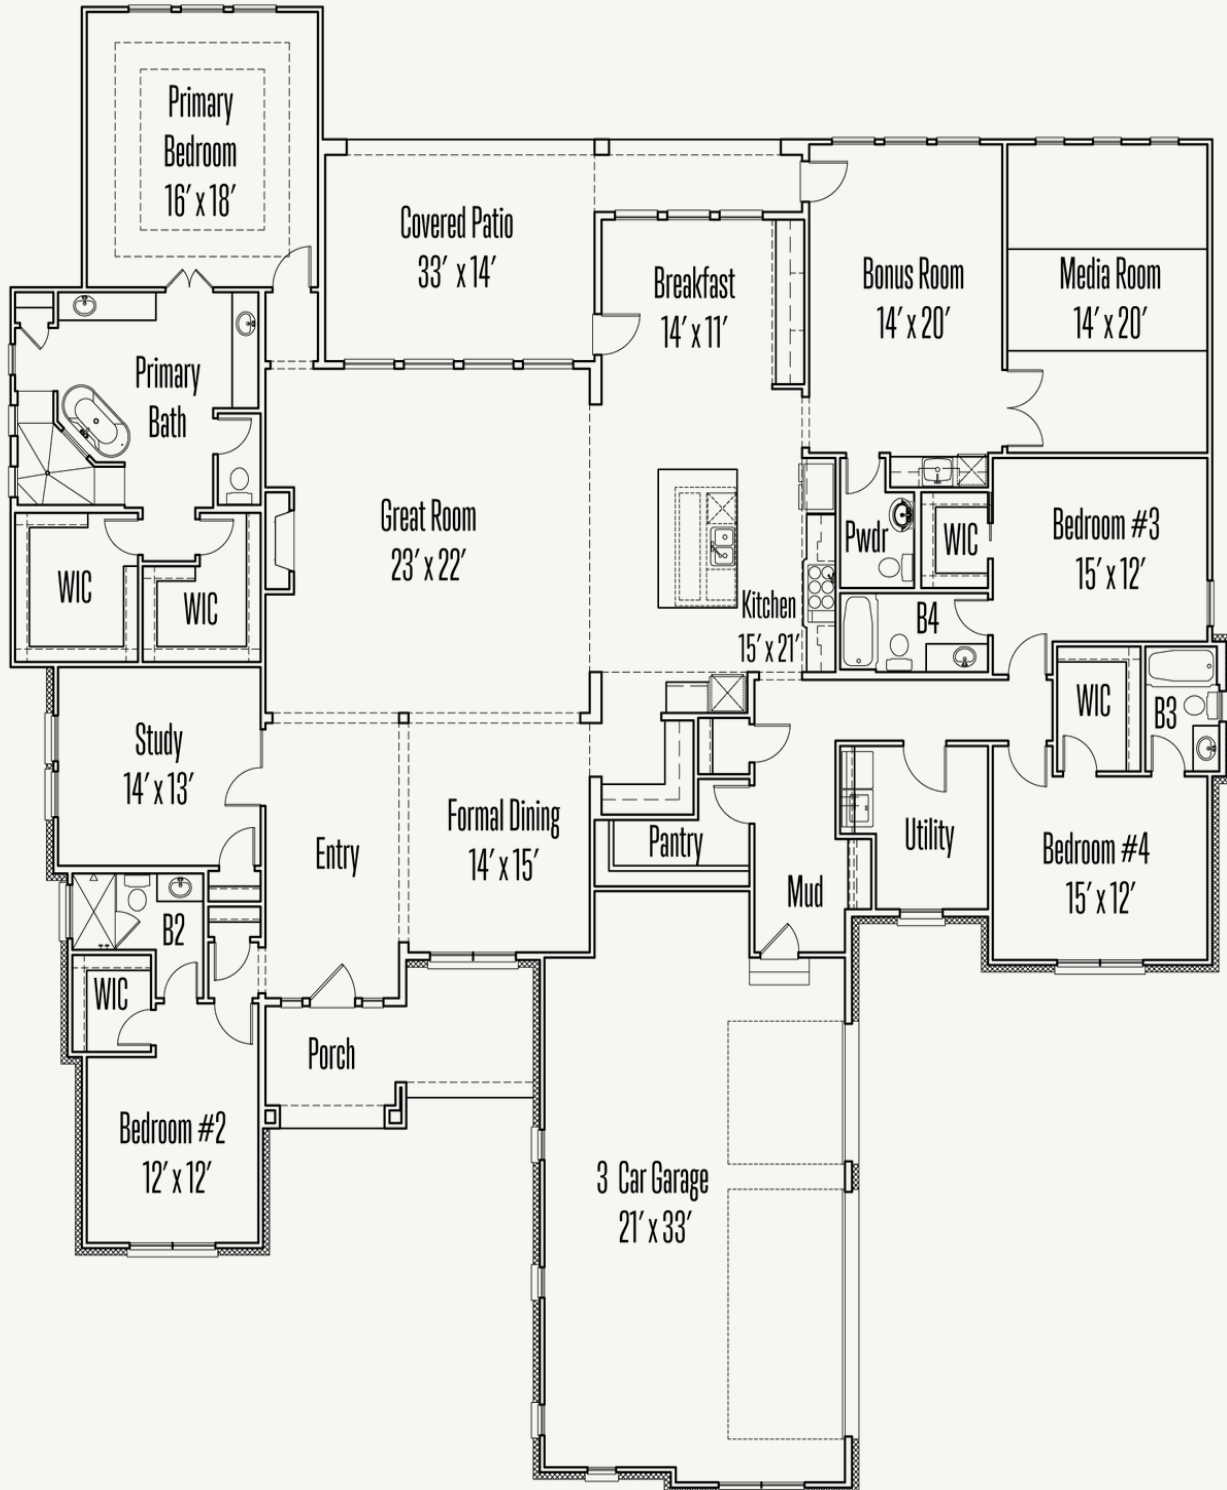 Primary
Bedroom
16' x 18'
Covered Patio
33' x 14'
Breakfast
14' x 11'
Bonus Room
14' x 20'
Media Room
14' x 20'
Primary
Bath
Great Room
23' x 22'
WIC
WIC
Pwdr
WIC
Bedroom #3
15' x 12'
Kitchen
15' x 21'
B4
Study
14' x 13'
WIC
B3
Entry
Formal Dining
14' x 15'
Pantry
Mud
Utility
Bedroom #4
15' x 12'
B2
WIC
Porch
Bedroom #2
12' x 12'
3 Car Garage
21' x 33'